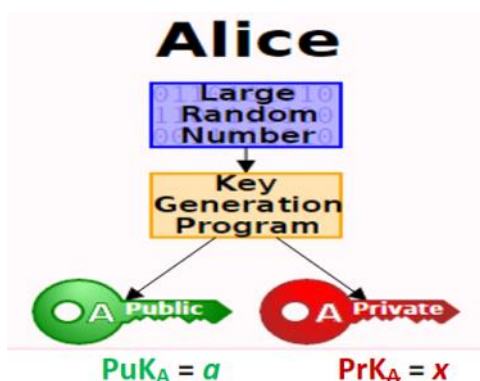 Alice
Large
Random
Number
Key
Generation
Program
A Public
A Private
PuKA = a
PrKA = x